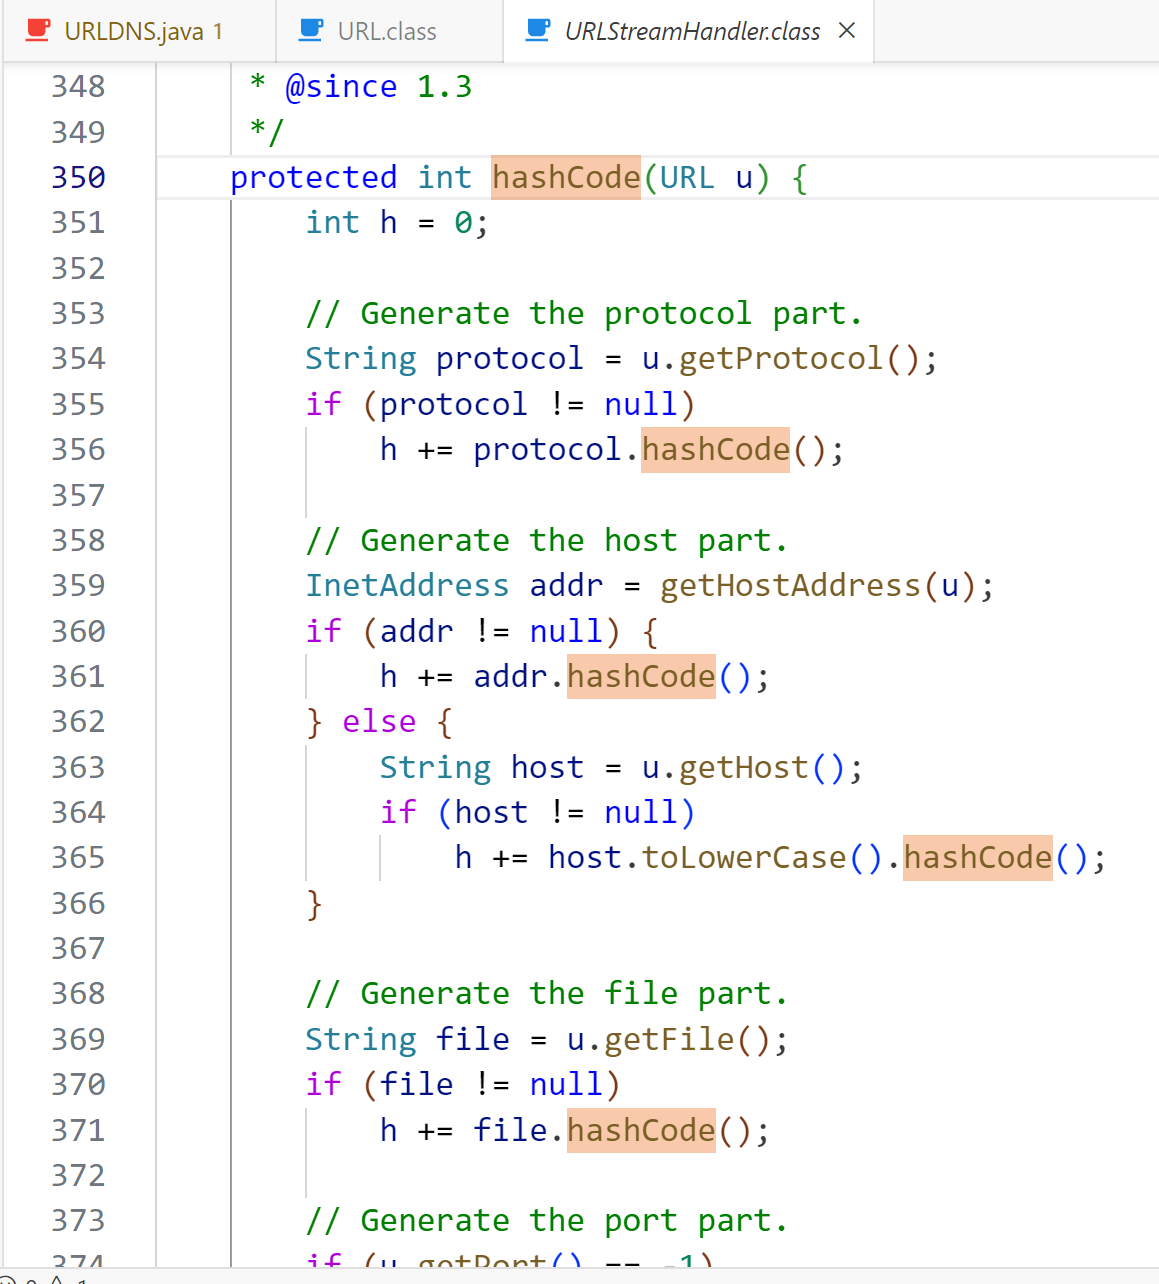 URLDNS.java 1 URL.class URLStreamHandler.class ×
348 * @since 1.3
349 */
350 protected int hashCode(URL u) {
351 int h = 0;
352
353 // Generate the protocol part.
354 String protocol = u.getProtocol();
355 if (protocol != null)
356 h += protocol.hashCode();
357
358 // Generate the host part.
359 InetAddress addr = getHostAddress(u);
360 if (addr != null) {
361 h += addr.hashCode();
362 } else {
363 String host = u.getHost();
364 if (host != null)
365 h += host.toLowerCase().hashCode();
366 }
367
368 // Generate the file part.
369 String file = u.getFile();
370 if (file != null)
371 h += file.hashCode();
372
373 // Generate the port part.
374 if (u.getPort() == -1)